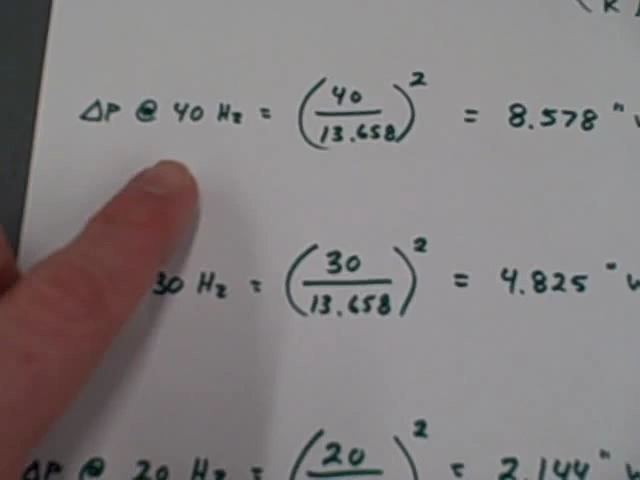 (K
ΔP @ 40 Hz = (40/13.658)² = 8.578 "
30 Hz = (30/13.658)² = 4.825 "
ΔP @ 20 Hz = (20/ )² = 2.144 "